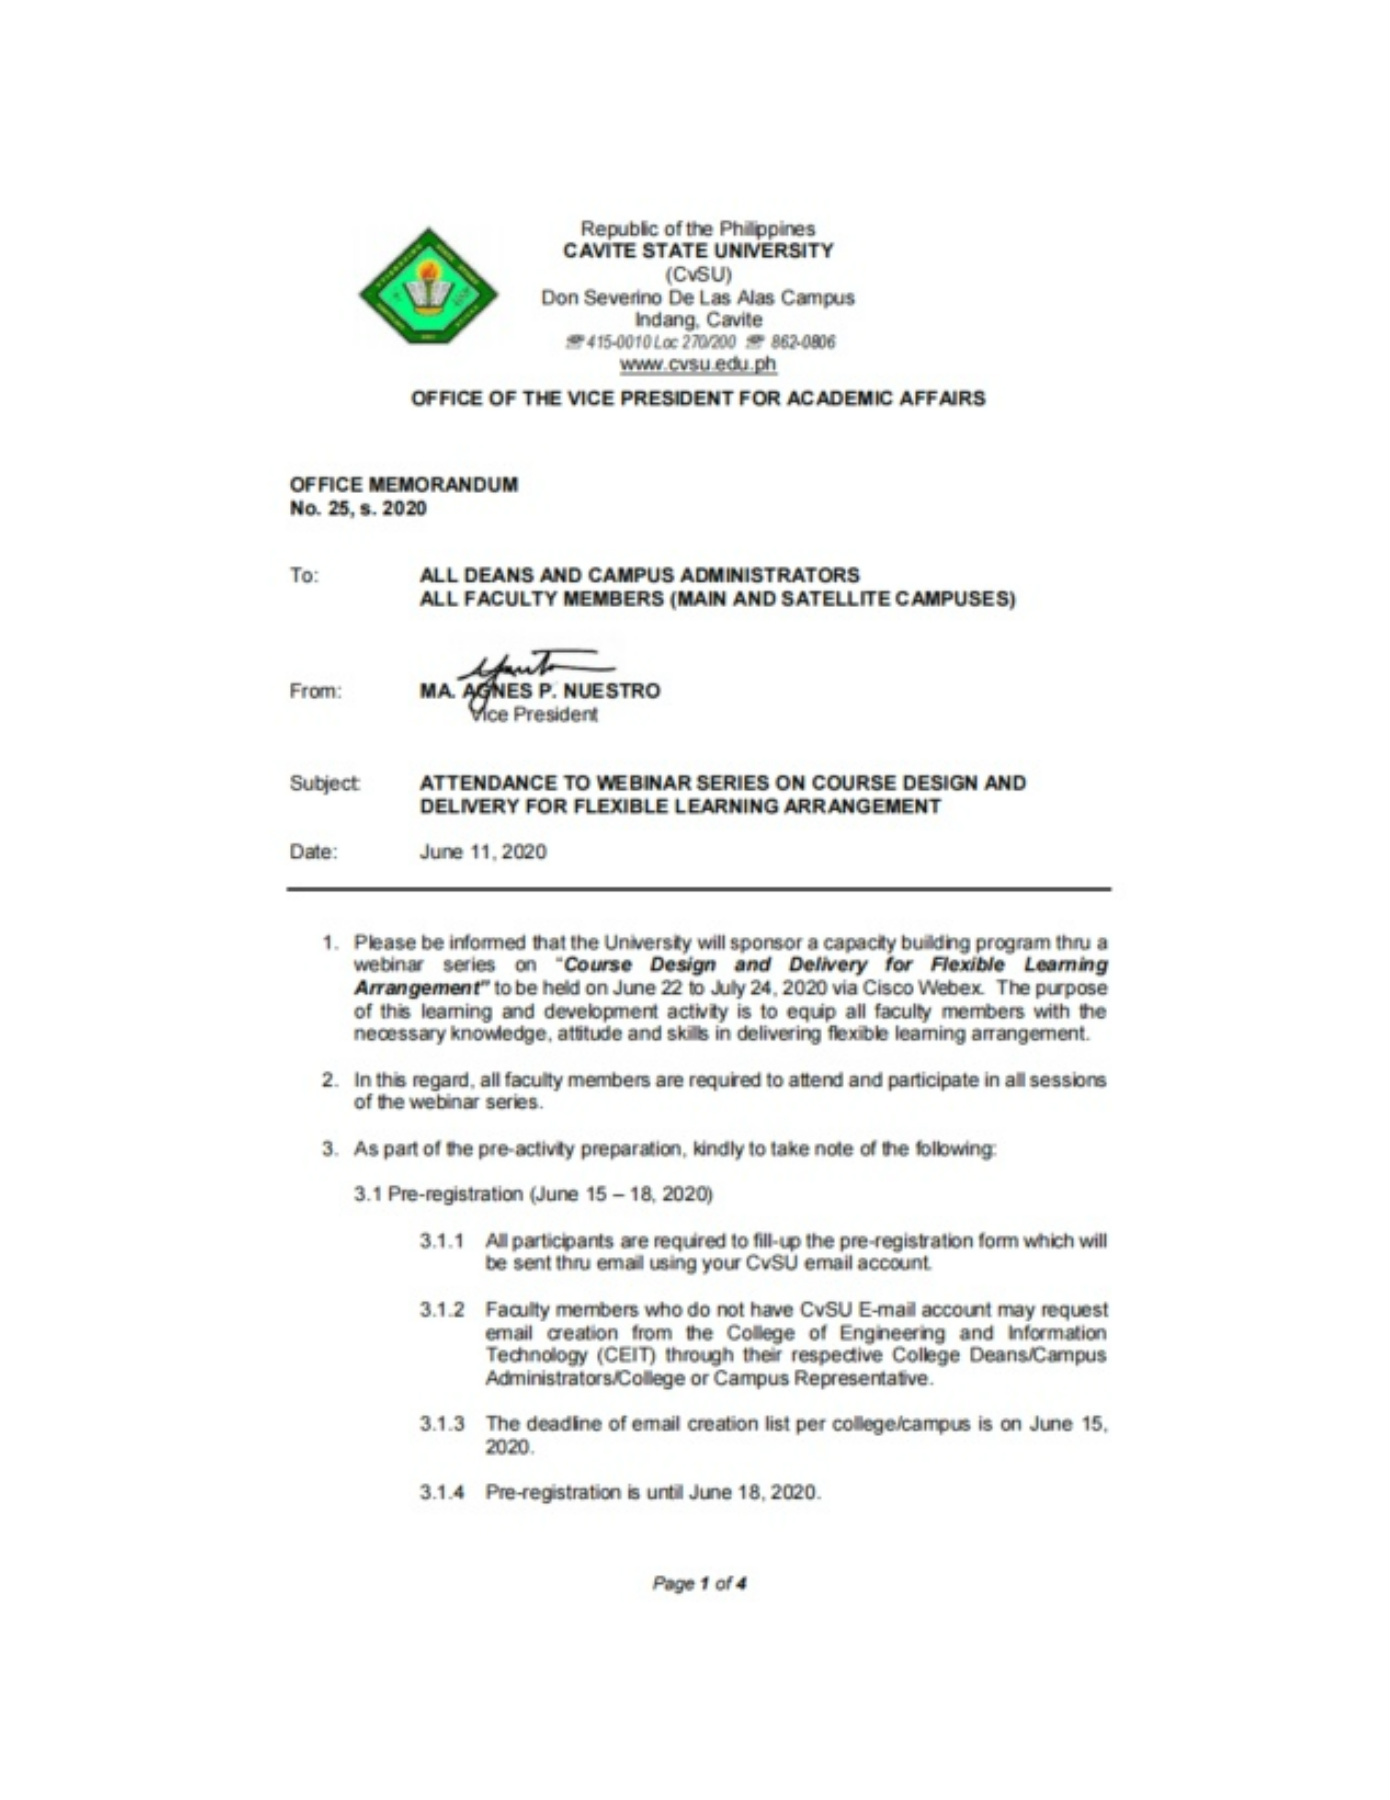 Republic of the Philippines
CAVITE STATE UNIVERSITY
(CvSU)
Don Severino De Las Alas Campus
Indang, Cavite
☏ 415-0010 Loc 270/200 ☏ 862-0806
www.cvsu.edu.ph
OFFICE OF THE VICE PRESIDENT FOR ACADEMIC AFFAIRS
OFFICE MEMORANDUM
No. 25, s. 2020
To: ALL DEANS AND CAMPUS ADMINISTRATORS
ALL FACULTY MEMBERS (MAIN AND SATELLITE CAMPUSES)
From: MA. AGNES P. NUESTRO
Vice President
Subject: ATTENDANCE TO WEBINAR SERIES ON COURSE DESIGN AND
DELIVERY FOR FLEXIBLE LEARNING ARRANGEMENT
Date: June 11, 2020
1. Please be informed that the University will sponsor a capacity building program thru a
webinar series on "Course Design and Delivery for Flexible Learning
Arrangement" to be held on June 22 to July 24, 2020 via Cisco Webex. The purpose
of this learning and development activity is to equip all faculty members with the
necessary knowledge, attitude and skills in delivering flexible learning arrangement.
2. In this regard, all faculty members are required to attend and participate in all sessions
of the webinar series.
3. As part of the pre-activity preparation, kindly to take note of the following:
3.1 Pre-registration (June 15 – 18, 2020)
3.1.1 All participants are required to fill-up the pre-registration form which will
be sent thru email using your CvSU email account.
3.1.2 Faculty members who do not have CvSU E-mail account may request
email creation from the College of Engineering and Information
Technology (CEIT) through their respective College Deans/Campus
Administrators/College or Campus Representative.
3.1.3 The deadline of email creation list per college/campus is on June 15,
2020.
3.1.4 Pre-registration is until June 18, 2020.
Page 1 of 4